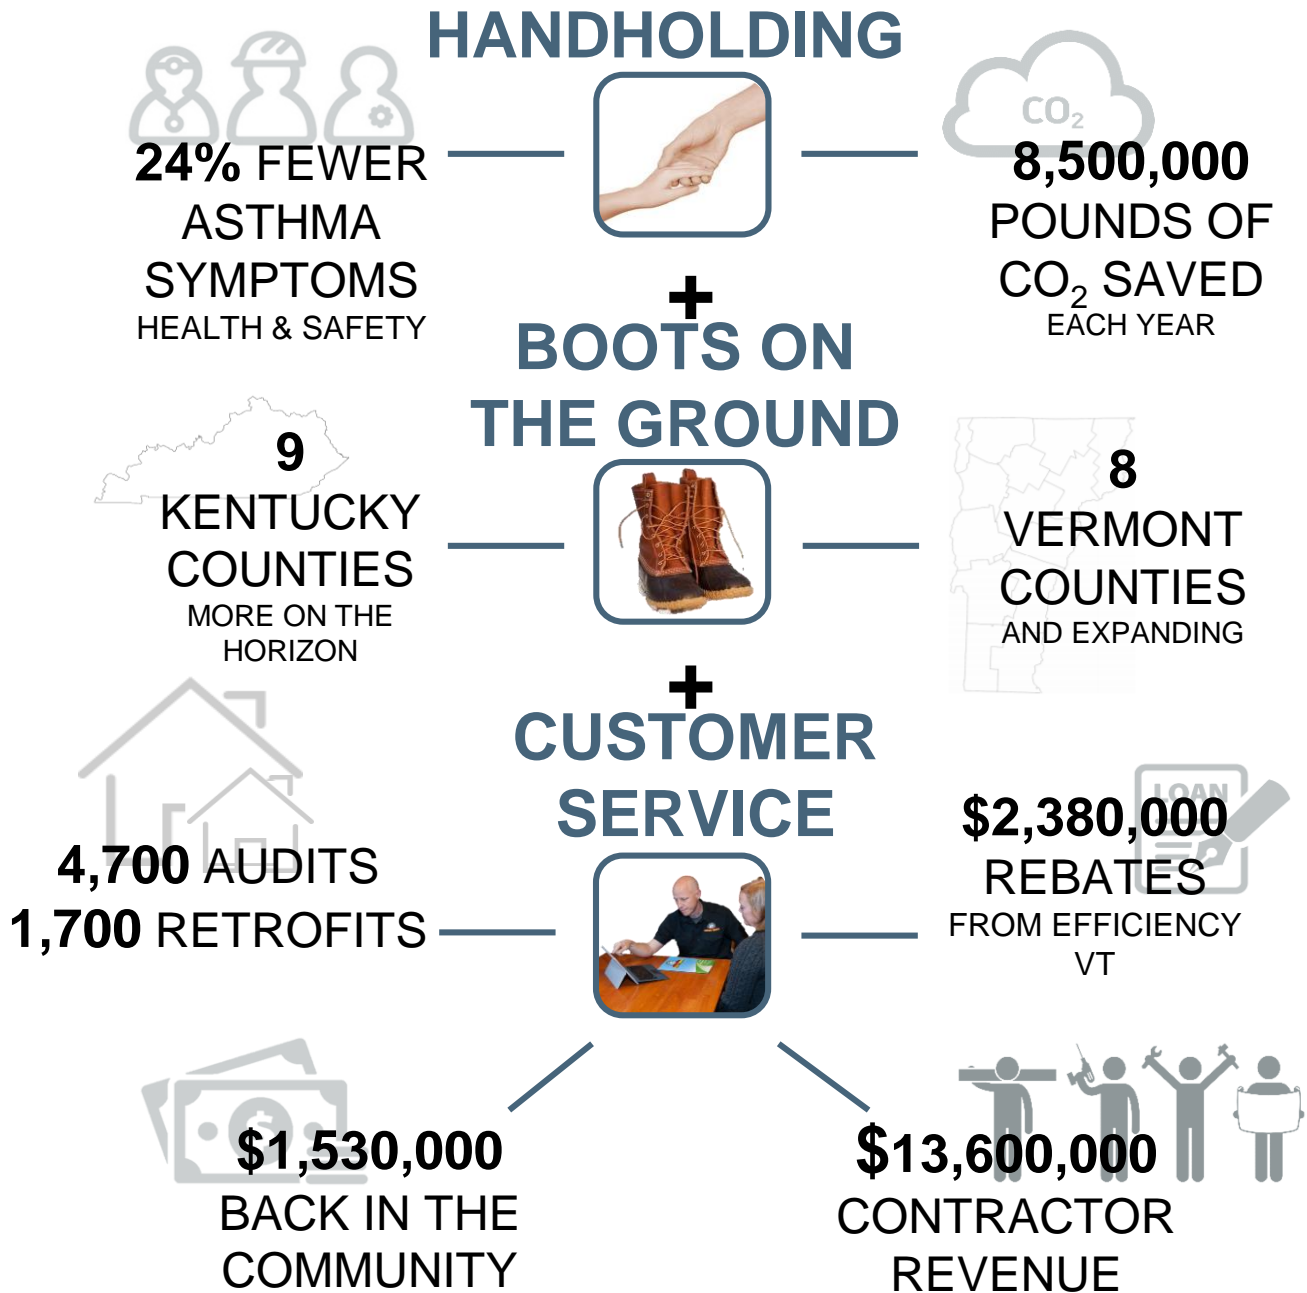 HANDHOLDING
24% FEWER
ASTHMA
SYMPTOMS
HEALTH & SAFETY
CO₂
8,500,000
POUNDS OF
CO₂ SAVED
EACH YEAR
+
BOOTS ON
THE GROUND
9
KENTUCKY
COUNTIES
MORE ON THE
HORIZON
8
VERMONT
COUNTIES
AND EXPANDING
+
CUSTOMER
SERVICE
4,700 AUDITS
1,700 RETROFITS
LOAN
$2,380,000
REBATES
FROM EFFICIENCY
VT
$
$1,530,000
BACK IN THE
COMMUNITY
$13,600,000
CONTRACTOR
REVENUE